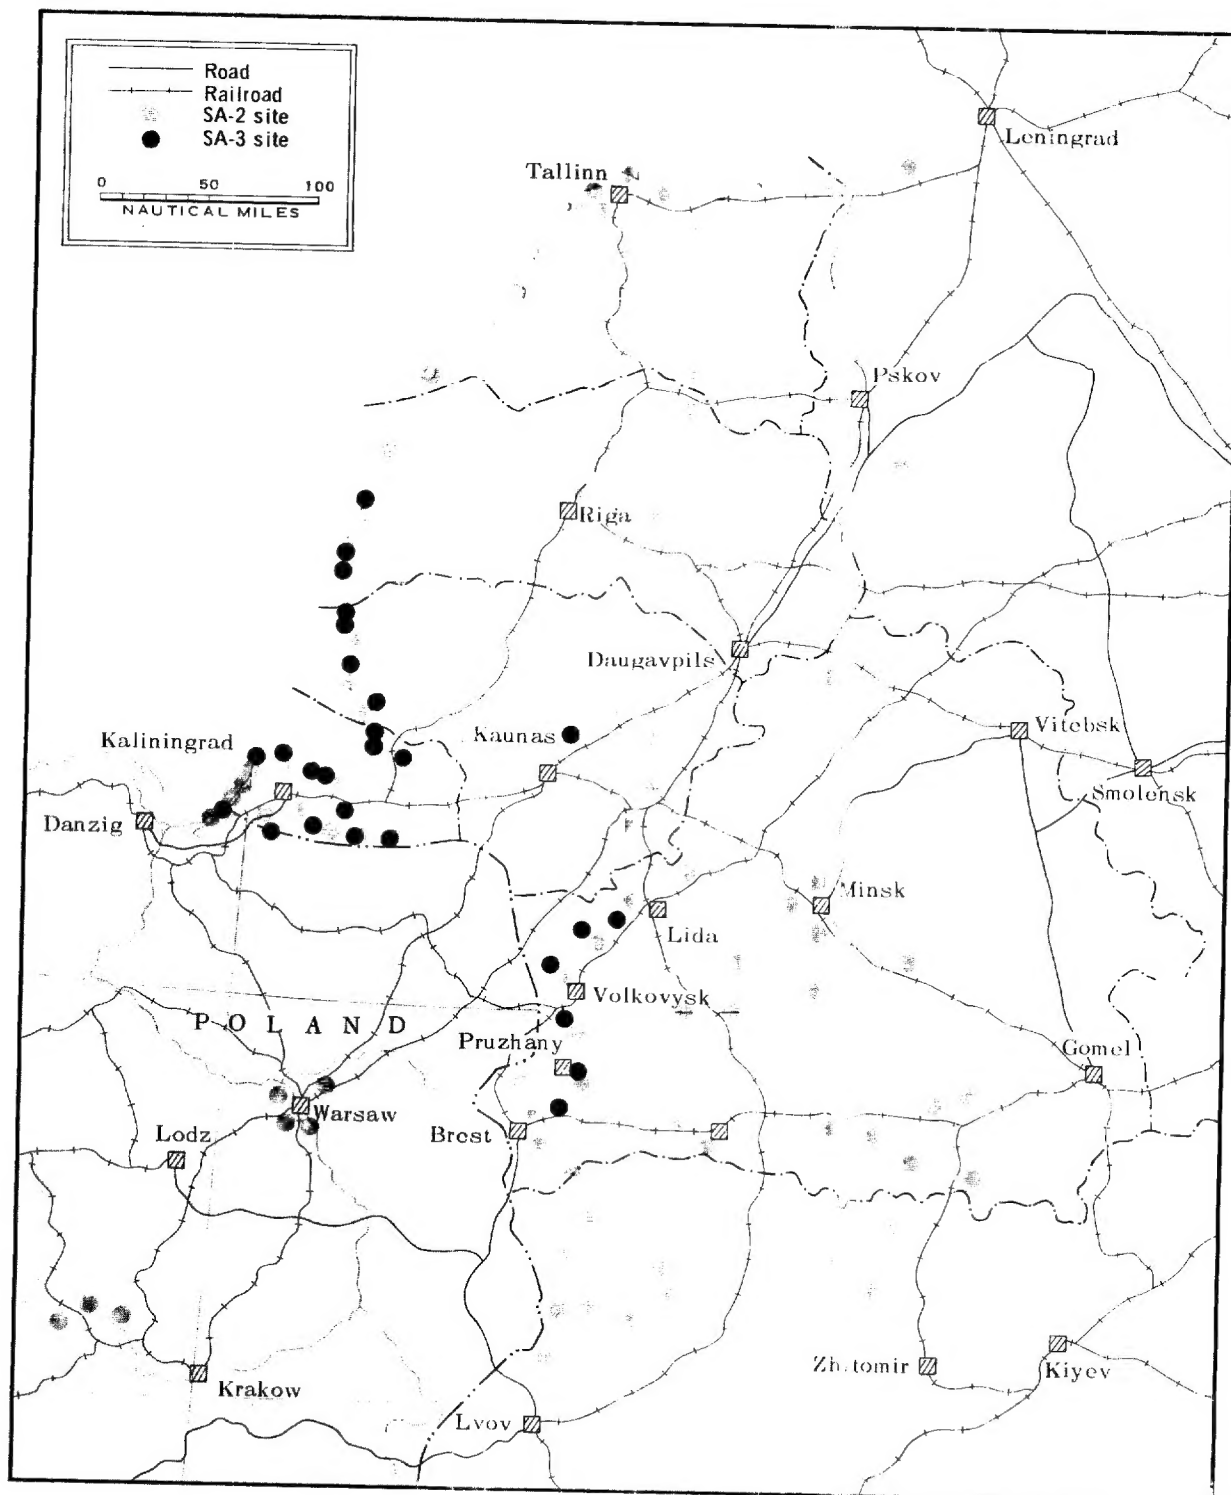 Road
Railroad
SA-2 site
SA-3 site
0 50 100
NAUTICAL MILES
Leningrad
Tallinn
Pskov
Riga
Daugavpils
Vitebsk
Kaunas
Kaliningrad
Smolensk
Danzig
Minsk
Lida
Volkovysk
POLAND
Pruzhany
Gomel
Warsaw
Brest
Lodz
Zhitomir
Kiyev
Krakow
Lvov